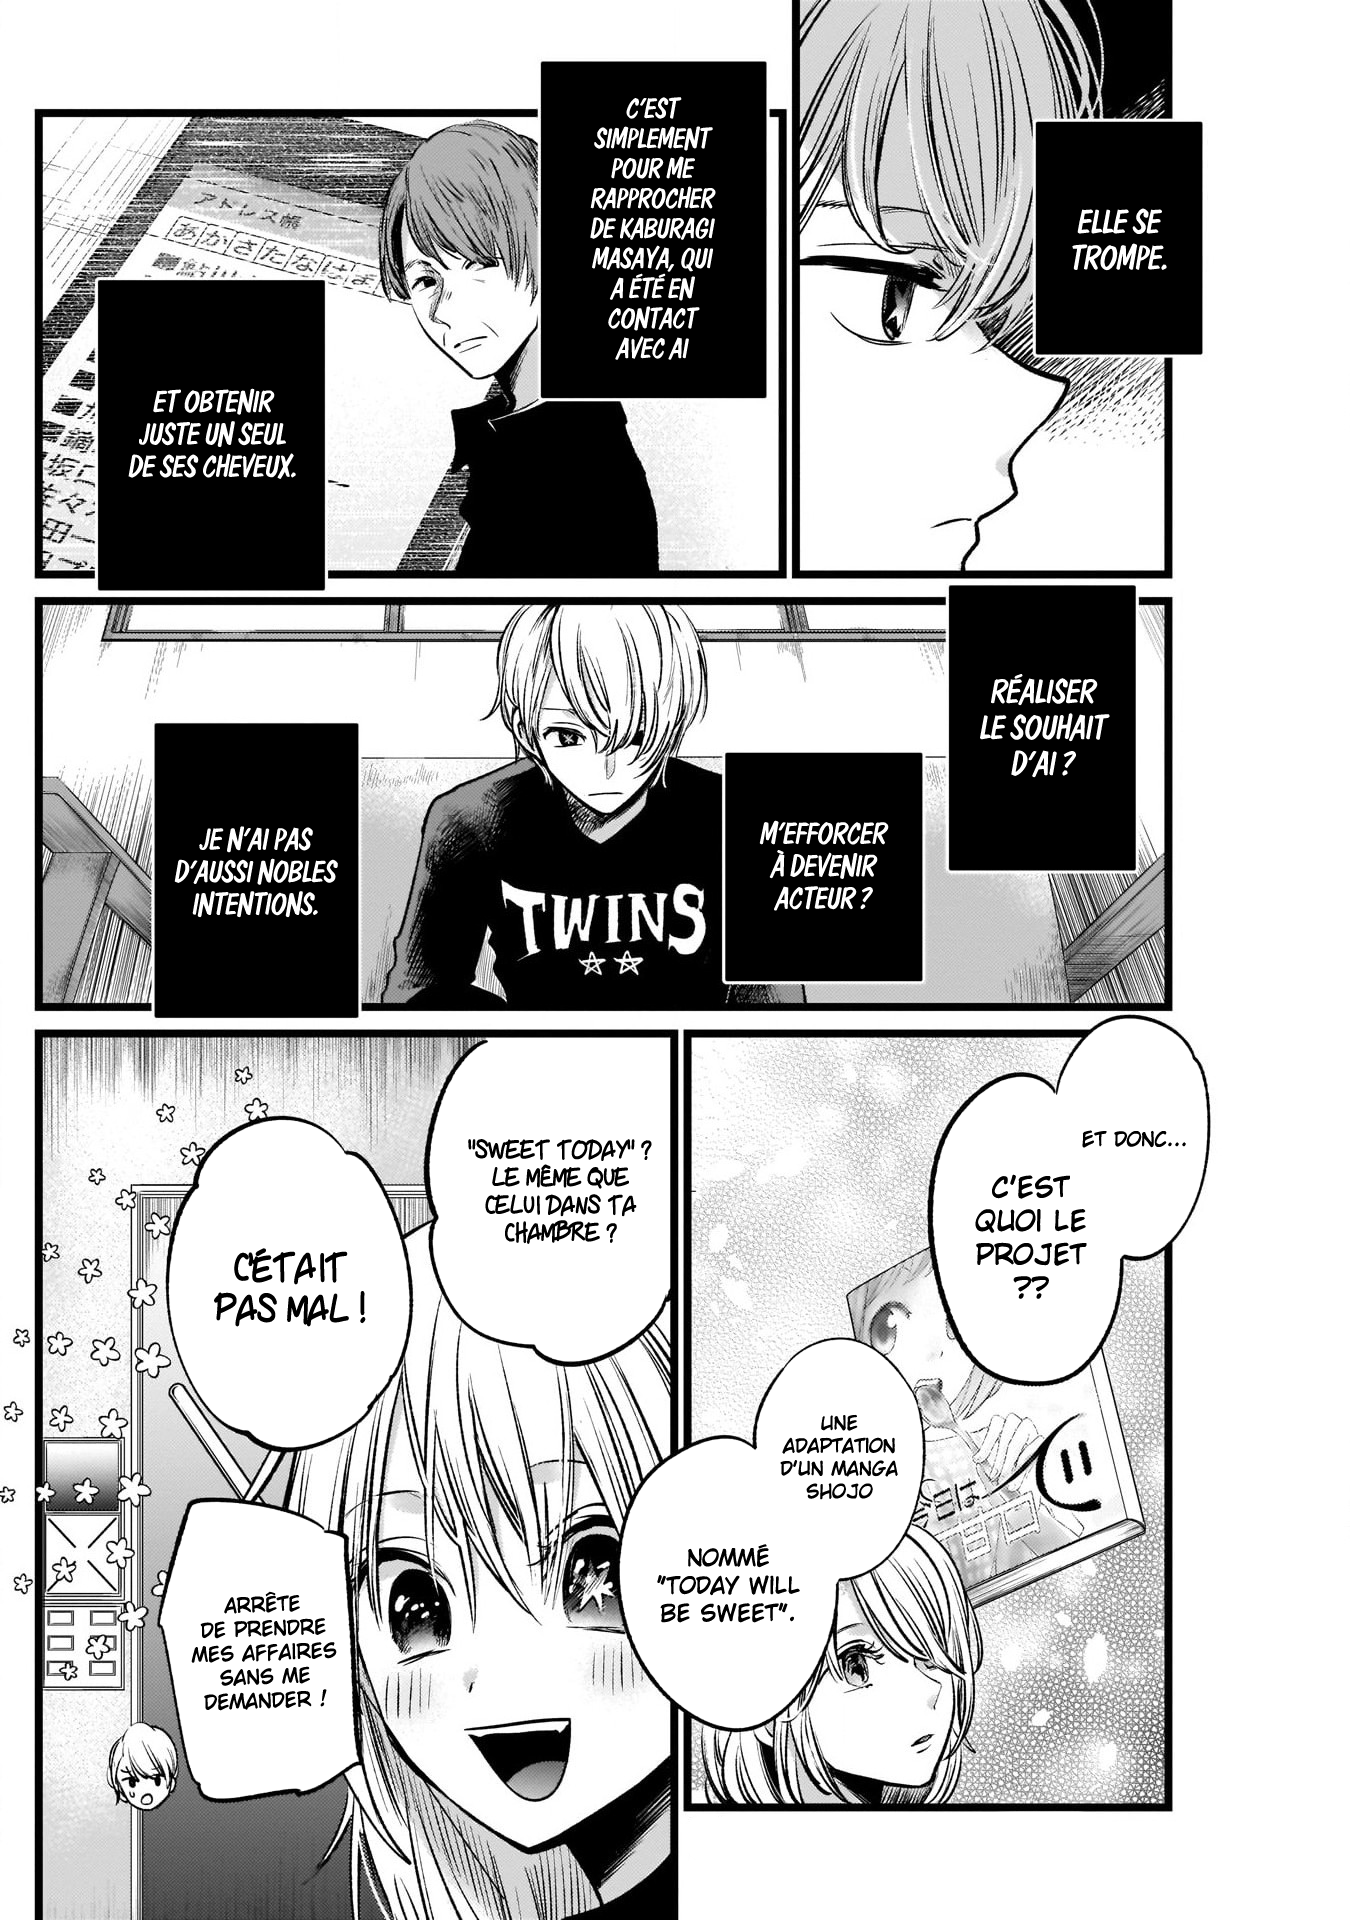 ELLE SE
TROMPE.
C'EST
SIMPLEMENT
POUR ME
RAPPROCHER
DE KABURAGI
MASAYA, QUI
A ÉTÉ EN
CONTACT
AVEC AI
アドレス帳
あかさたなはま
ET OBTENIR
JUSTE UN SEUL
DE SES CHEVEUX.
RÉALISER
LE SOUHAIT
D'AI ?
M'EFFORCER
À DEVENIR
ACTEUR ?
TWINS
☆☆
JE N'AI PAS
D'AUSSI NOBLES
INTENTIONS.
ET DONC...
C'EST
QUOI LE
PROJET
??
UNE
ADAPTATION
D'UN MANGA
SHOJO
NOMMÉ
"TODAY WILL
BE SWEET".
"SWEET TODAY" ?
LE MÊME QUE
CELUI DANS TA
CHAMBRE ?
C'ÉTAIT
PAS MAL !
ARRÊTE
DE PRENDRE
MES AFFAIRES
SANS ME
DEMANDER !